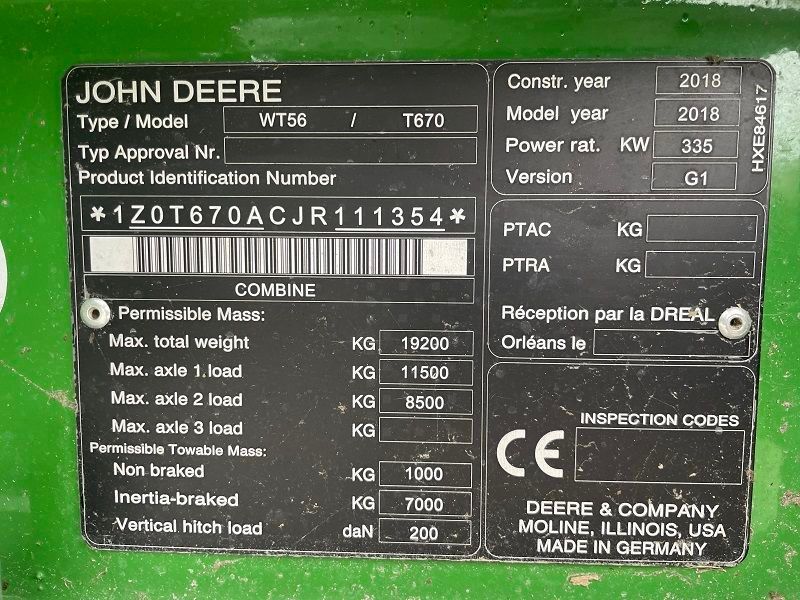 JOHN DEERE
Type / Model WT56 / T670
Typ Approval Nr.
Product Identification Number
*1Z0T670ACJR111354*
COMBINE
Permissible Mass:
Max. total weight KG 19200
Max. axle 1 load KG 11500
Max. axle 2 load KG 8500
Max. axle 3 load KG
Permissible Towable Mass:
Non braked KG 1000
Inertia-braked KG 7000
Vertical hitch load daN 200
Constr. year 2018
Model year 2018
Power rat. KW 335
Version G1
HXE84617
PTAC KG
PTRA KG
Réception par la DREAL
Orléans le
INSPECTION CODES
CE
DEERE & COMPANY
MOLINE, ILLINOIS, USA
MADE IN GERMANY